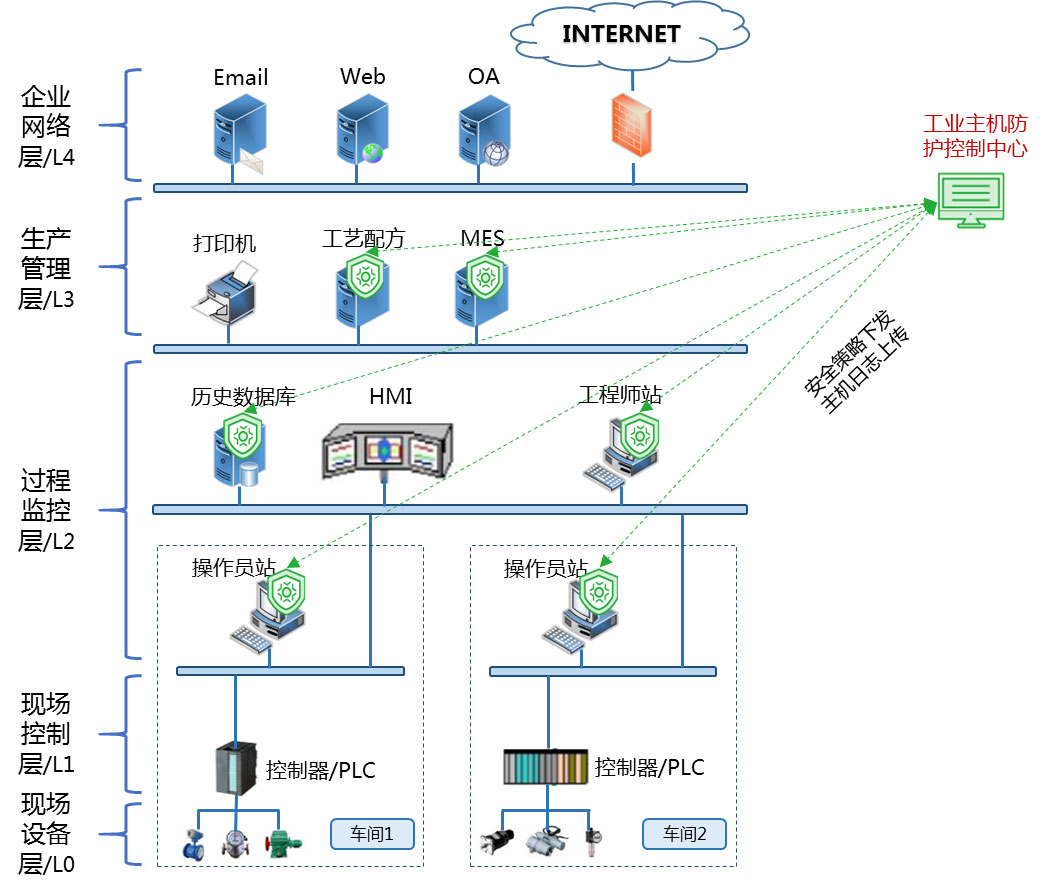 INTERNET
Email
Web
OA
企业
网络
层/L4
工业主机防
护控制中心
生产
管理
层/L3
打印机
工艺配方
MES
安全策略下发
主机日志上传
历史数据库
HMI
工程师站
过程
监控
层/L2
操作员站
操作员站
现场
控制
层/L1
控制器/PLC
控制器/PLC
现场
设备
层/L0
车间1
车间2